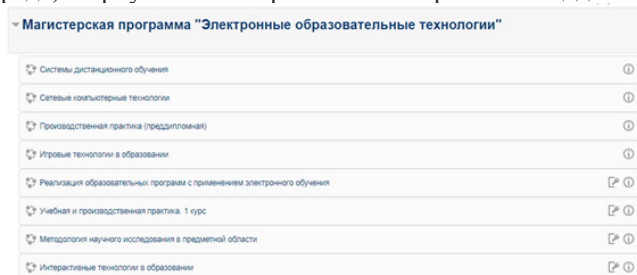 Магистерская программа "Электронные образовательные технологии"
Системы дистанционного обучения
Сетевые компьютерные технологии
Производственная практика (преддипломная)
Игровые технологии в образовании
Реализация образовательных программ с применением электронного обучения
Учебная и производственная практика. 1 курс
Методология научного исследования в предметной области
Интерактивные технологии в образовании